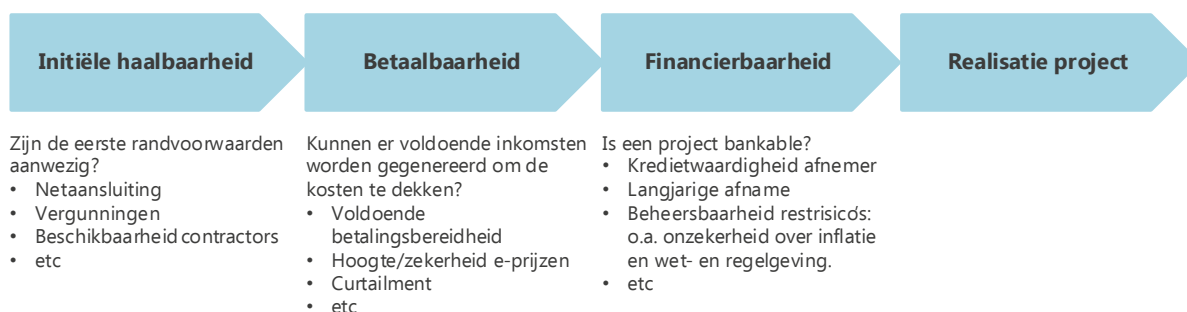 Initiële haalbaarheid
Betaalbaarheid
Financierbaarheid
Realisatie project
Zijn de eerste randvoorwaarden
aanwezig?
• Netaansluiting
• Vergunningen
• Beschikbaarheid contractors
• etc
Kunnen er voldoende inkomsten
worden gegenereerd om de
kosten te dekken?
• Voldoende
betalingsbereidheid
• Hoogte/zekerheid e-prijzen
• Curtailment
• etc
Is een project bankable?
• Kredietwaardigheid afnemer
• Langjarige afname
• Beheersbaarheid restrisico's:
o.a. onzekerheid over inflatie
en wet- en regelgeving.
• etc